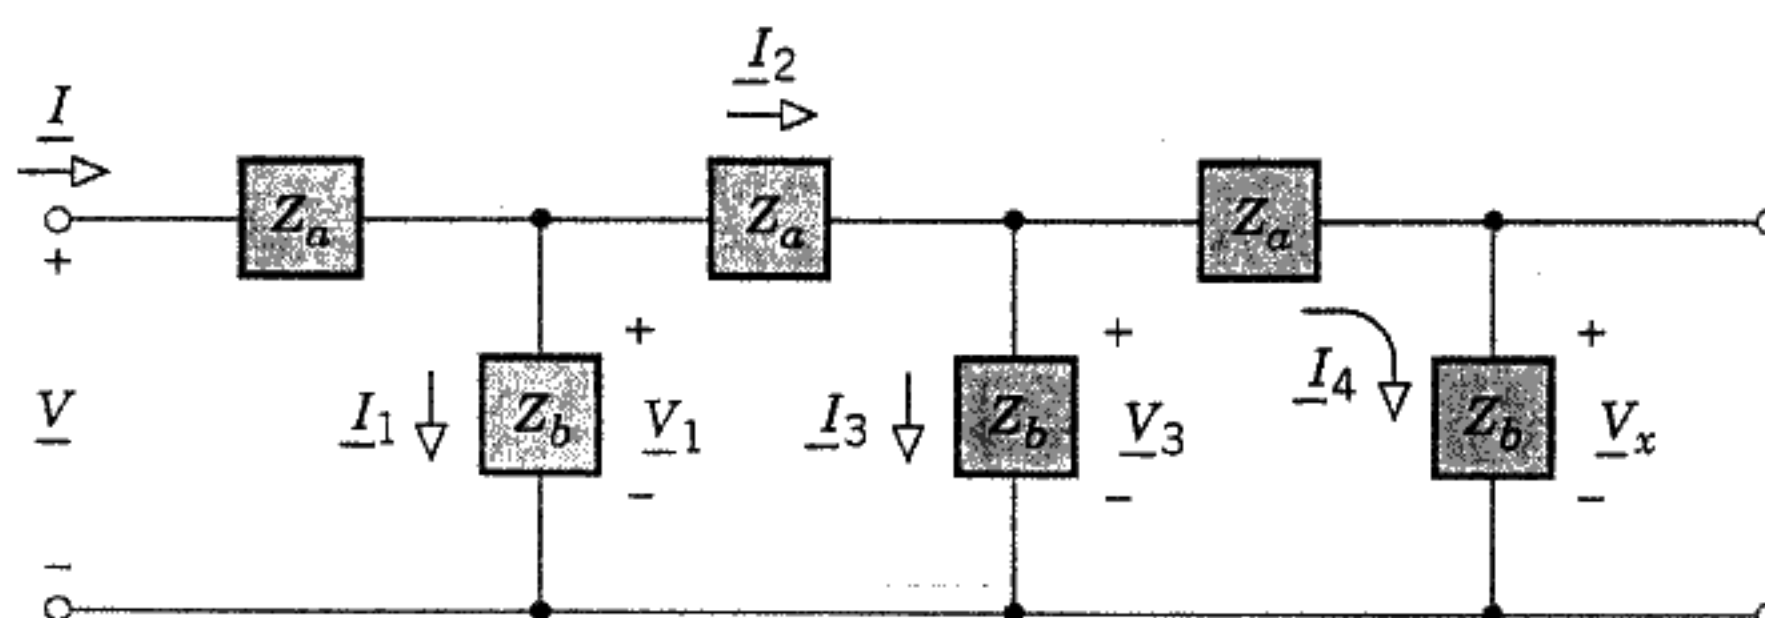 I2
I
Za Za Za
+
+ + +
V I1 Zb V1 I3 Zb V3 I4 Zb Vx
− − −
−